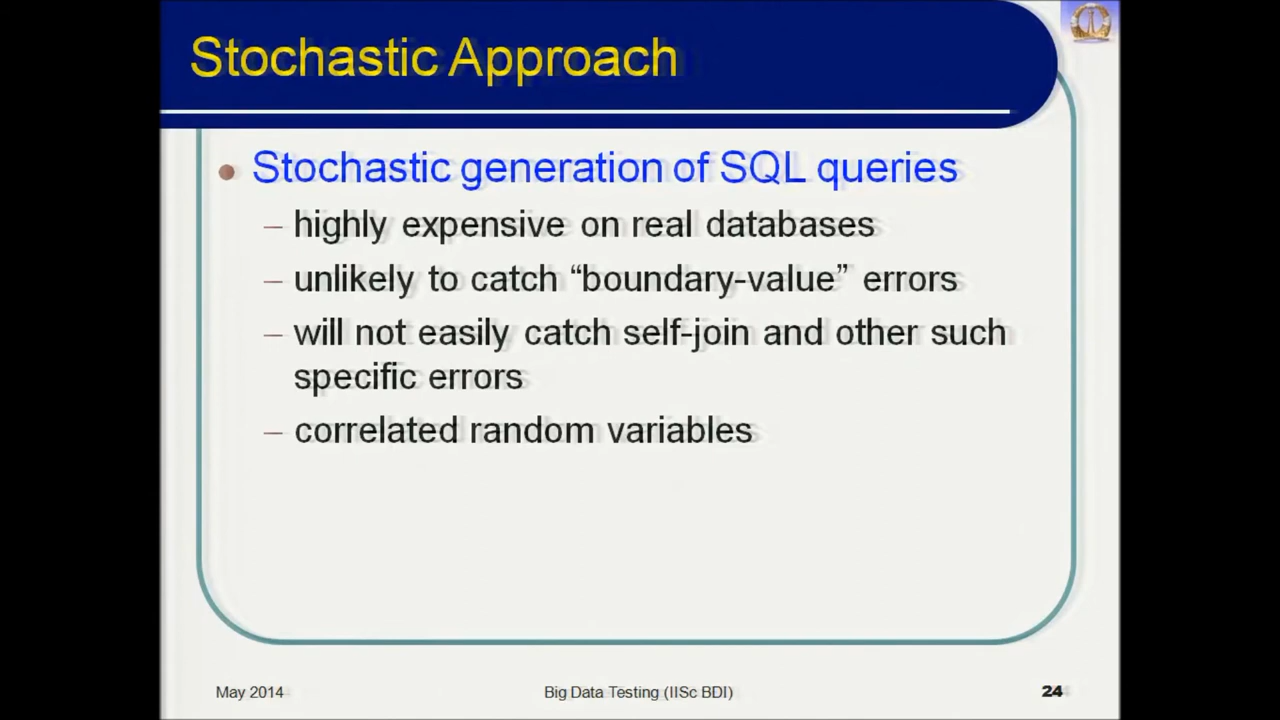 Stochastic Approach
Stochastic generation of SQL queries
– highly expensive on real databases
– unlikely to catch “boundary-value” errors
– will not easily catch self-join and other such
specific errors
– correlated random variables
May 2014
Big Data Testing (IISc BDI)
24